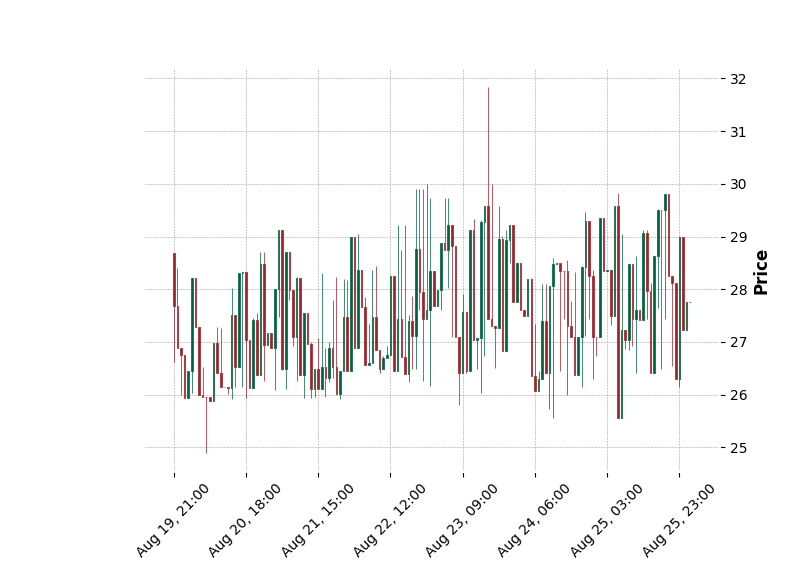 32
31
30
29
28
27
26
25
Price
Aug 19, 21:00
Aug 20, 18:00
Aug 21, 15:00
Aug 22, 12:00
Aug 23, 09:00
Aug 24, 06:00
Aug 25, 03:00
Aug 25, 23:00